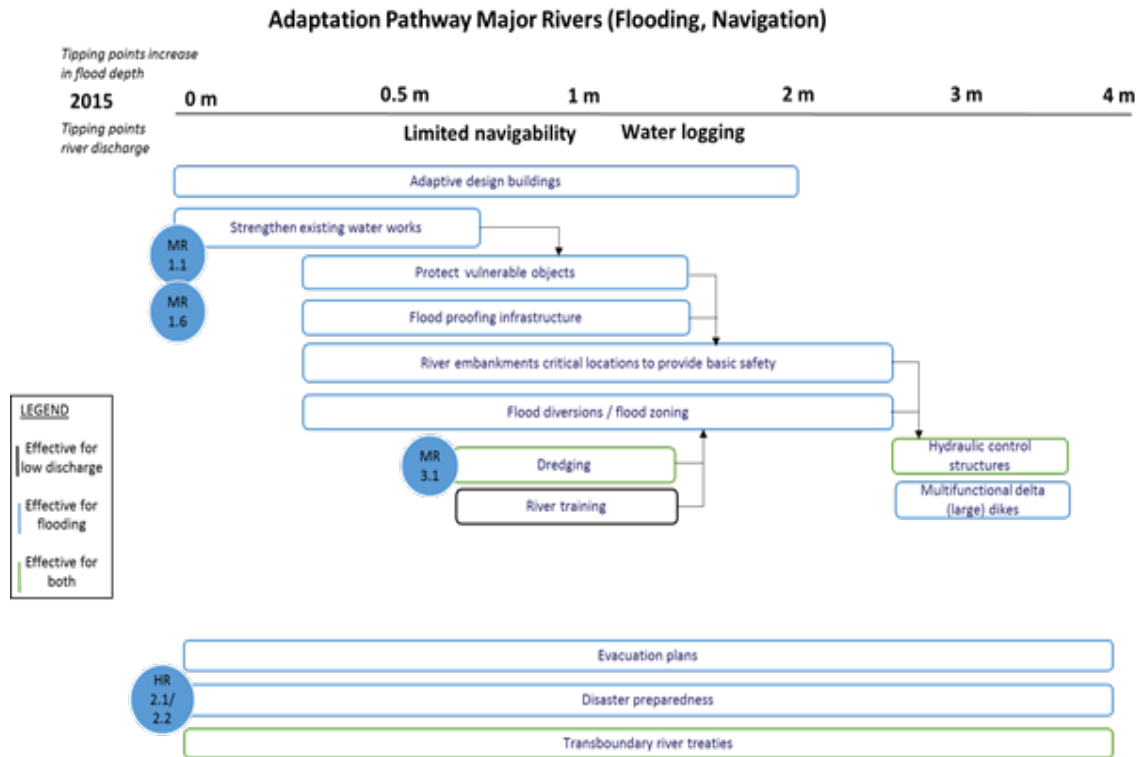 Adaptation Pathway Major Rivers (Flooding, Navigation)
Tipping points increase
in flood depth
2015
0 m
0.5 m
1 m
2 m
3 m
4 m
Tipping points
river discharge
Limited navigability
Water logging
Adaptive design buildings
Strengthen existing water works
MR
1.1
Protect vulnerable objects
MR
1.6
Flood proofing infrastructure
River embankments critical locations to provide basic safety
Flood diversions / flood zoning
MR
3.1
Dredging
River training
Hydraulic control
structures
Multifunctional delta
(large) dikes
LEGEND
Effective for
low discharge
Effective for
flooding
Effective for
both
Evacuation plans
HR
2.1/
2.2
Disaster preparedness
Transboundary river treaties